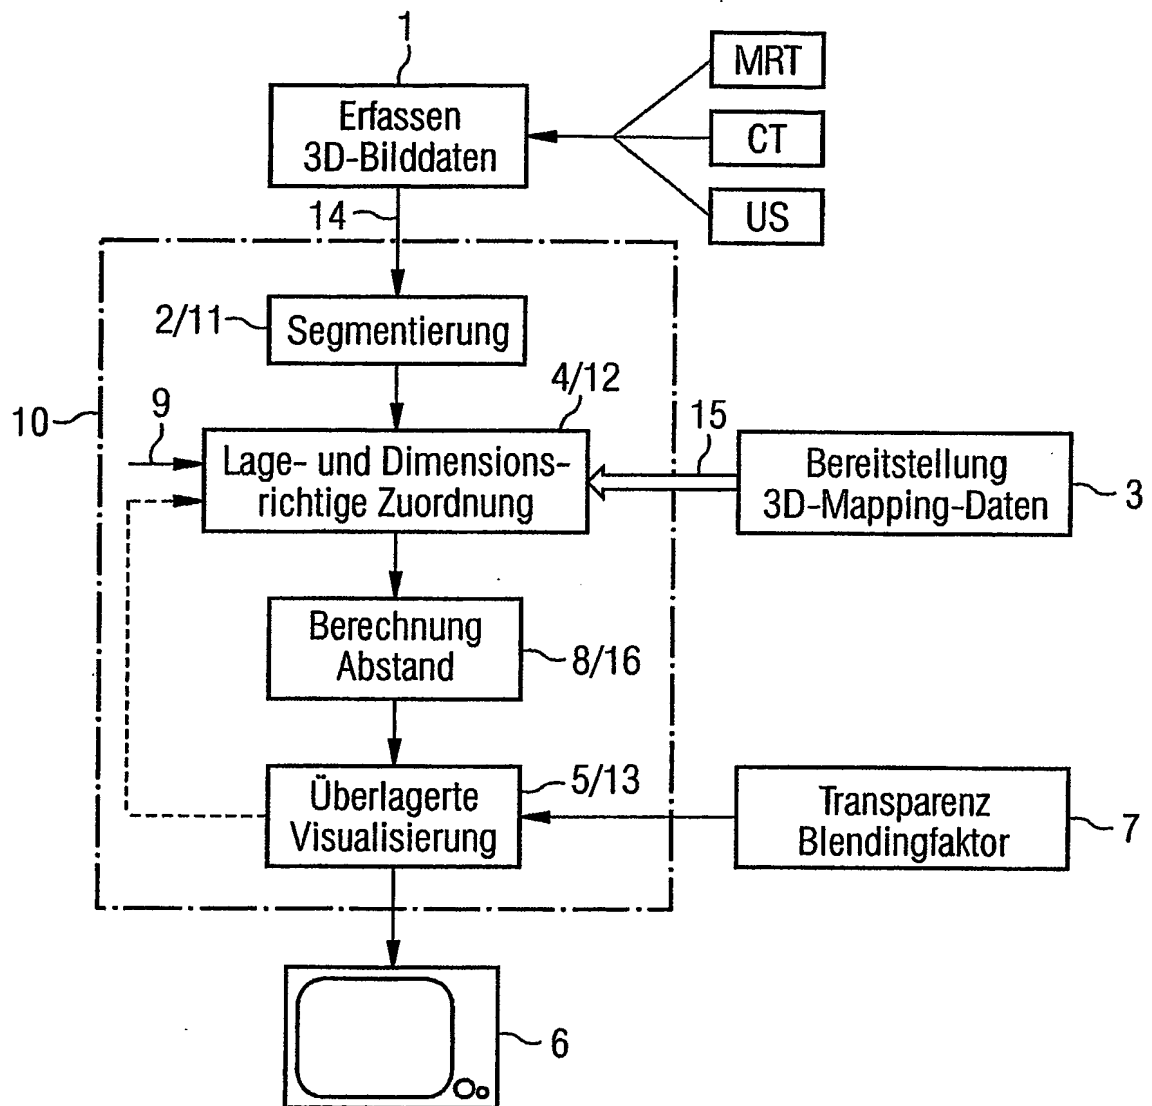 1
MRT
Erfassen
3D-Bilddaten
CT
US
14
2/11
Segmentierung
4/12
10
9
15
Lage- und Dimensions-
richtige Zuordnung
Bereitstellung
3D-Mapping-Daten
3
Berechnung
Abstand
8/16
5/13
Überlagerte
Visualisierung
Transparenz
Blendingfaktor
7
6